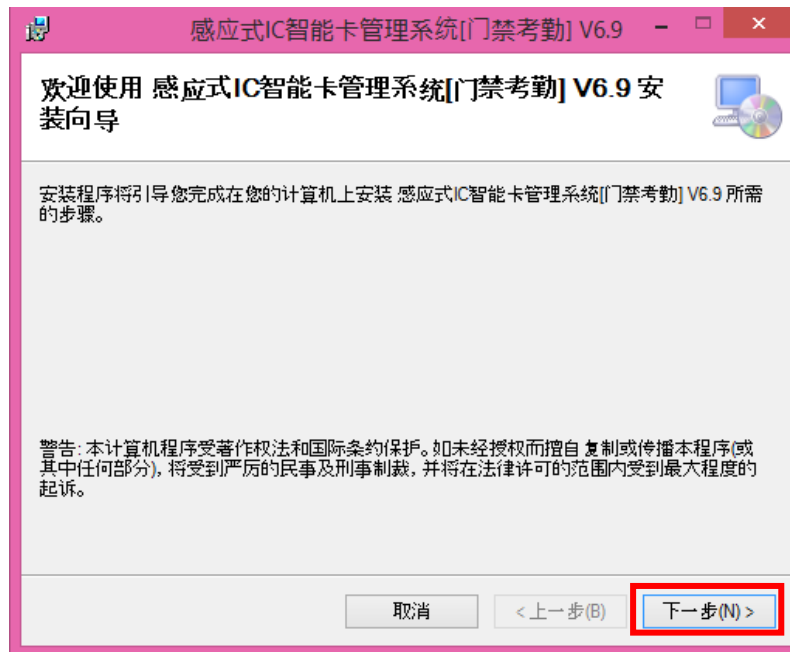 感应式IC智能卡管理系统[门禁考勤] V6.9
欢迎使用 感应式IC智能卡管理系统[门禁考勤] V6.9 安
装向导
安装程序将引导您完成在您的计算机上安装 感应式IC智能卡管理系统[门禁考勤] V6.9 所需
的步骤。
警告: 本计算机程序受著作权法和国际条约保护。如未经授权而擅自复制或传播本程序(或
其中任何部分), 将受到严厉的民事及刑事制裁, 并将在法律许可的范围内受到最大程度的
起诉。
取消 < 上一步(B) 下一步(N) >